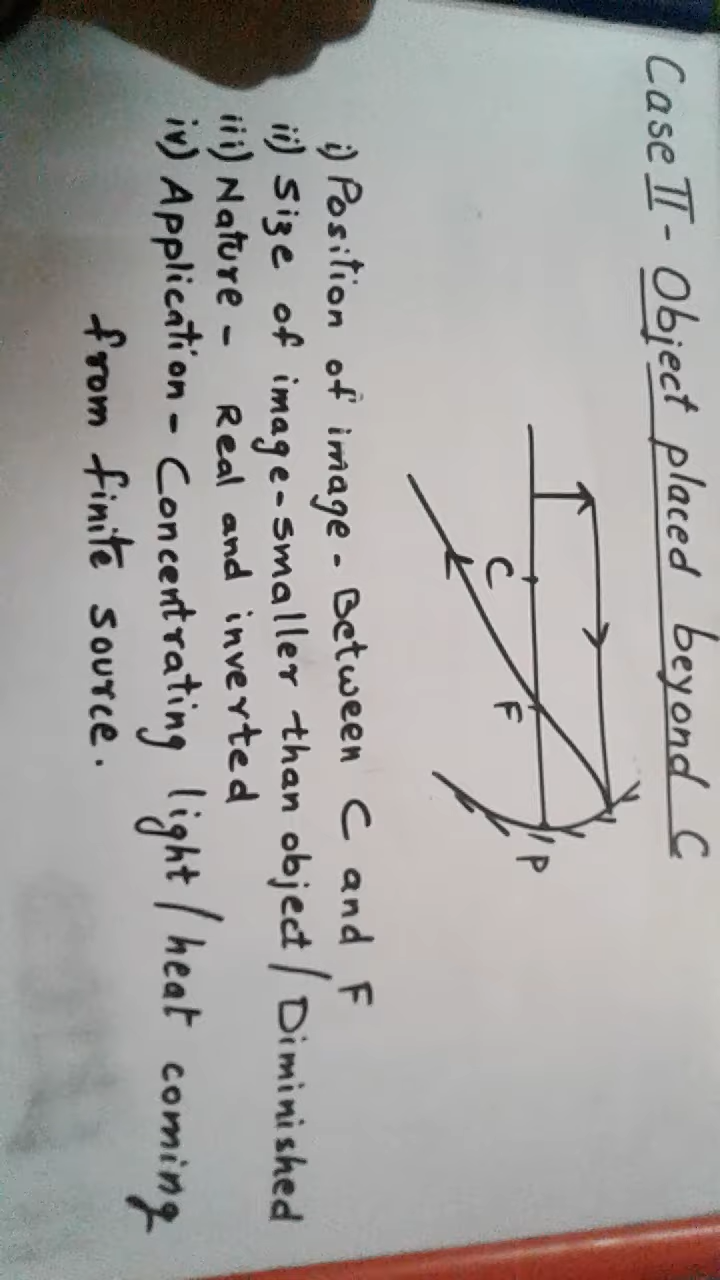 Case II - Object placed beyond C
C
F
P
i) Position of image - Between C and F
ii) Size of image - smaller than object / Diminished
iii) Nature - Real and inverted
iv) Application - Concentrating light / heat coming
from finite source.